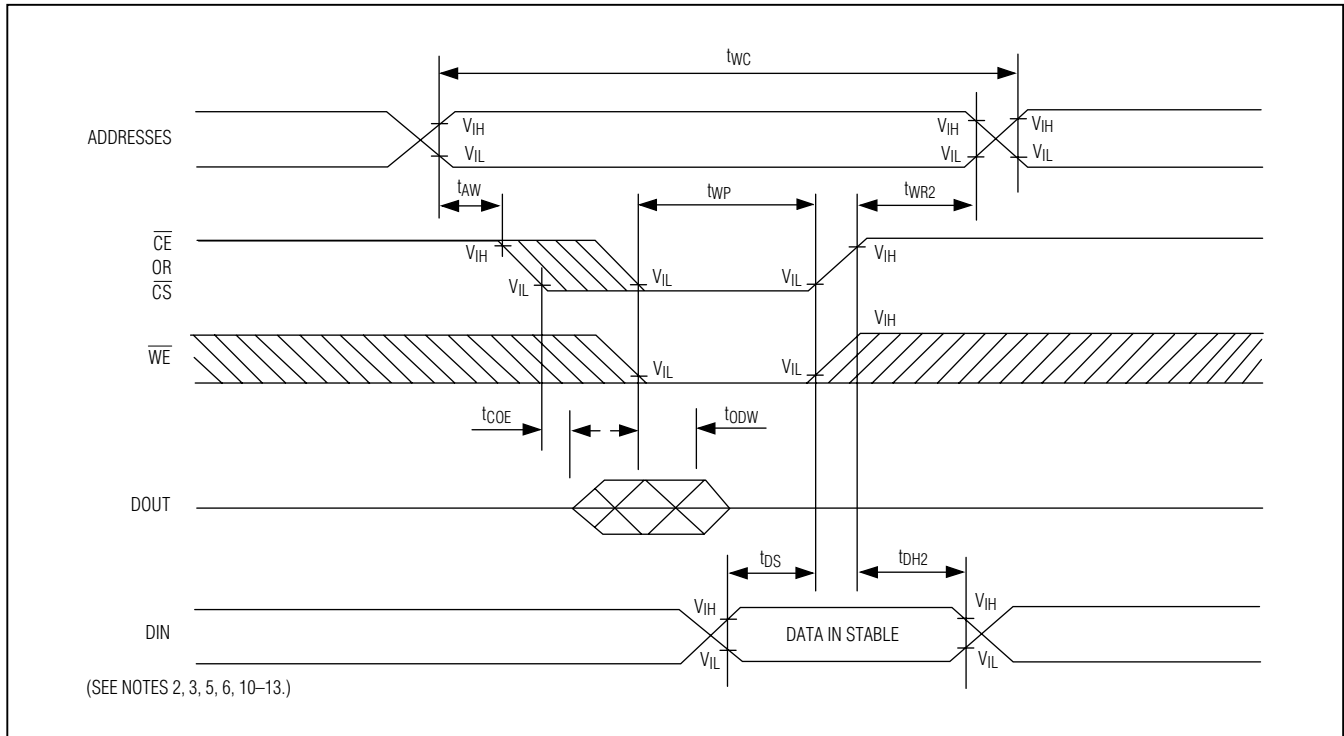 tWC
ADDRESSES
VIH
VIL
VIH
VIL
VIH
VIL
tAW
tWP
tWR2
CE
OR
CS
VIH
VIL
VIL
VIL
VIH
WE
VIL
VIL
VIH
tCOE
tODW
DOUT
tDS
tDH2
DIN
VIH
VIL
DATA IN STABLE
VIH
VIL
(SEE NOTES 2, 3, 5, 6, 10–13.)